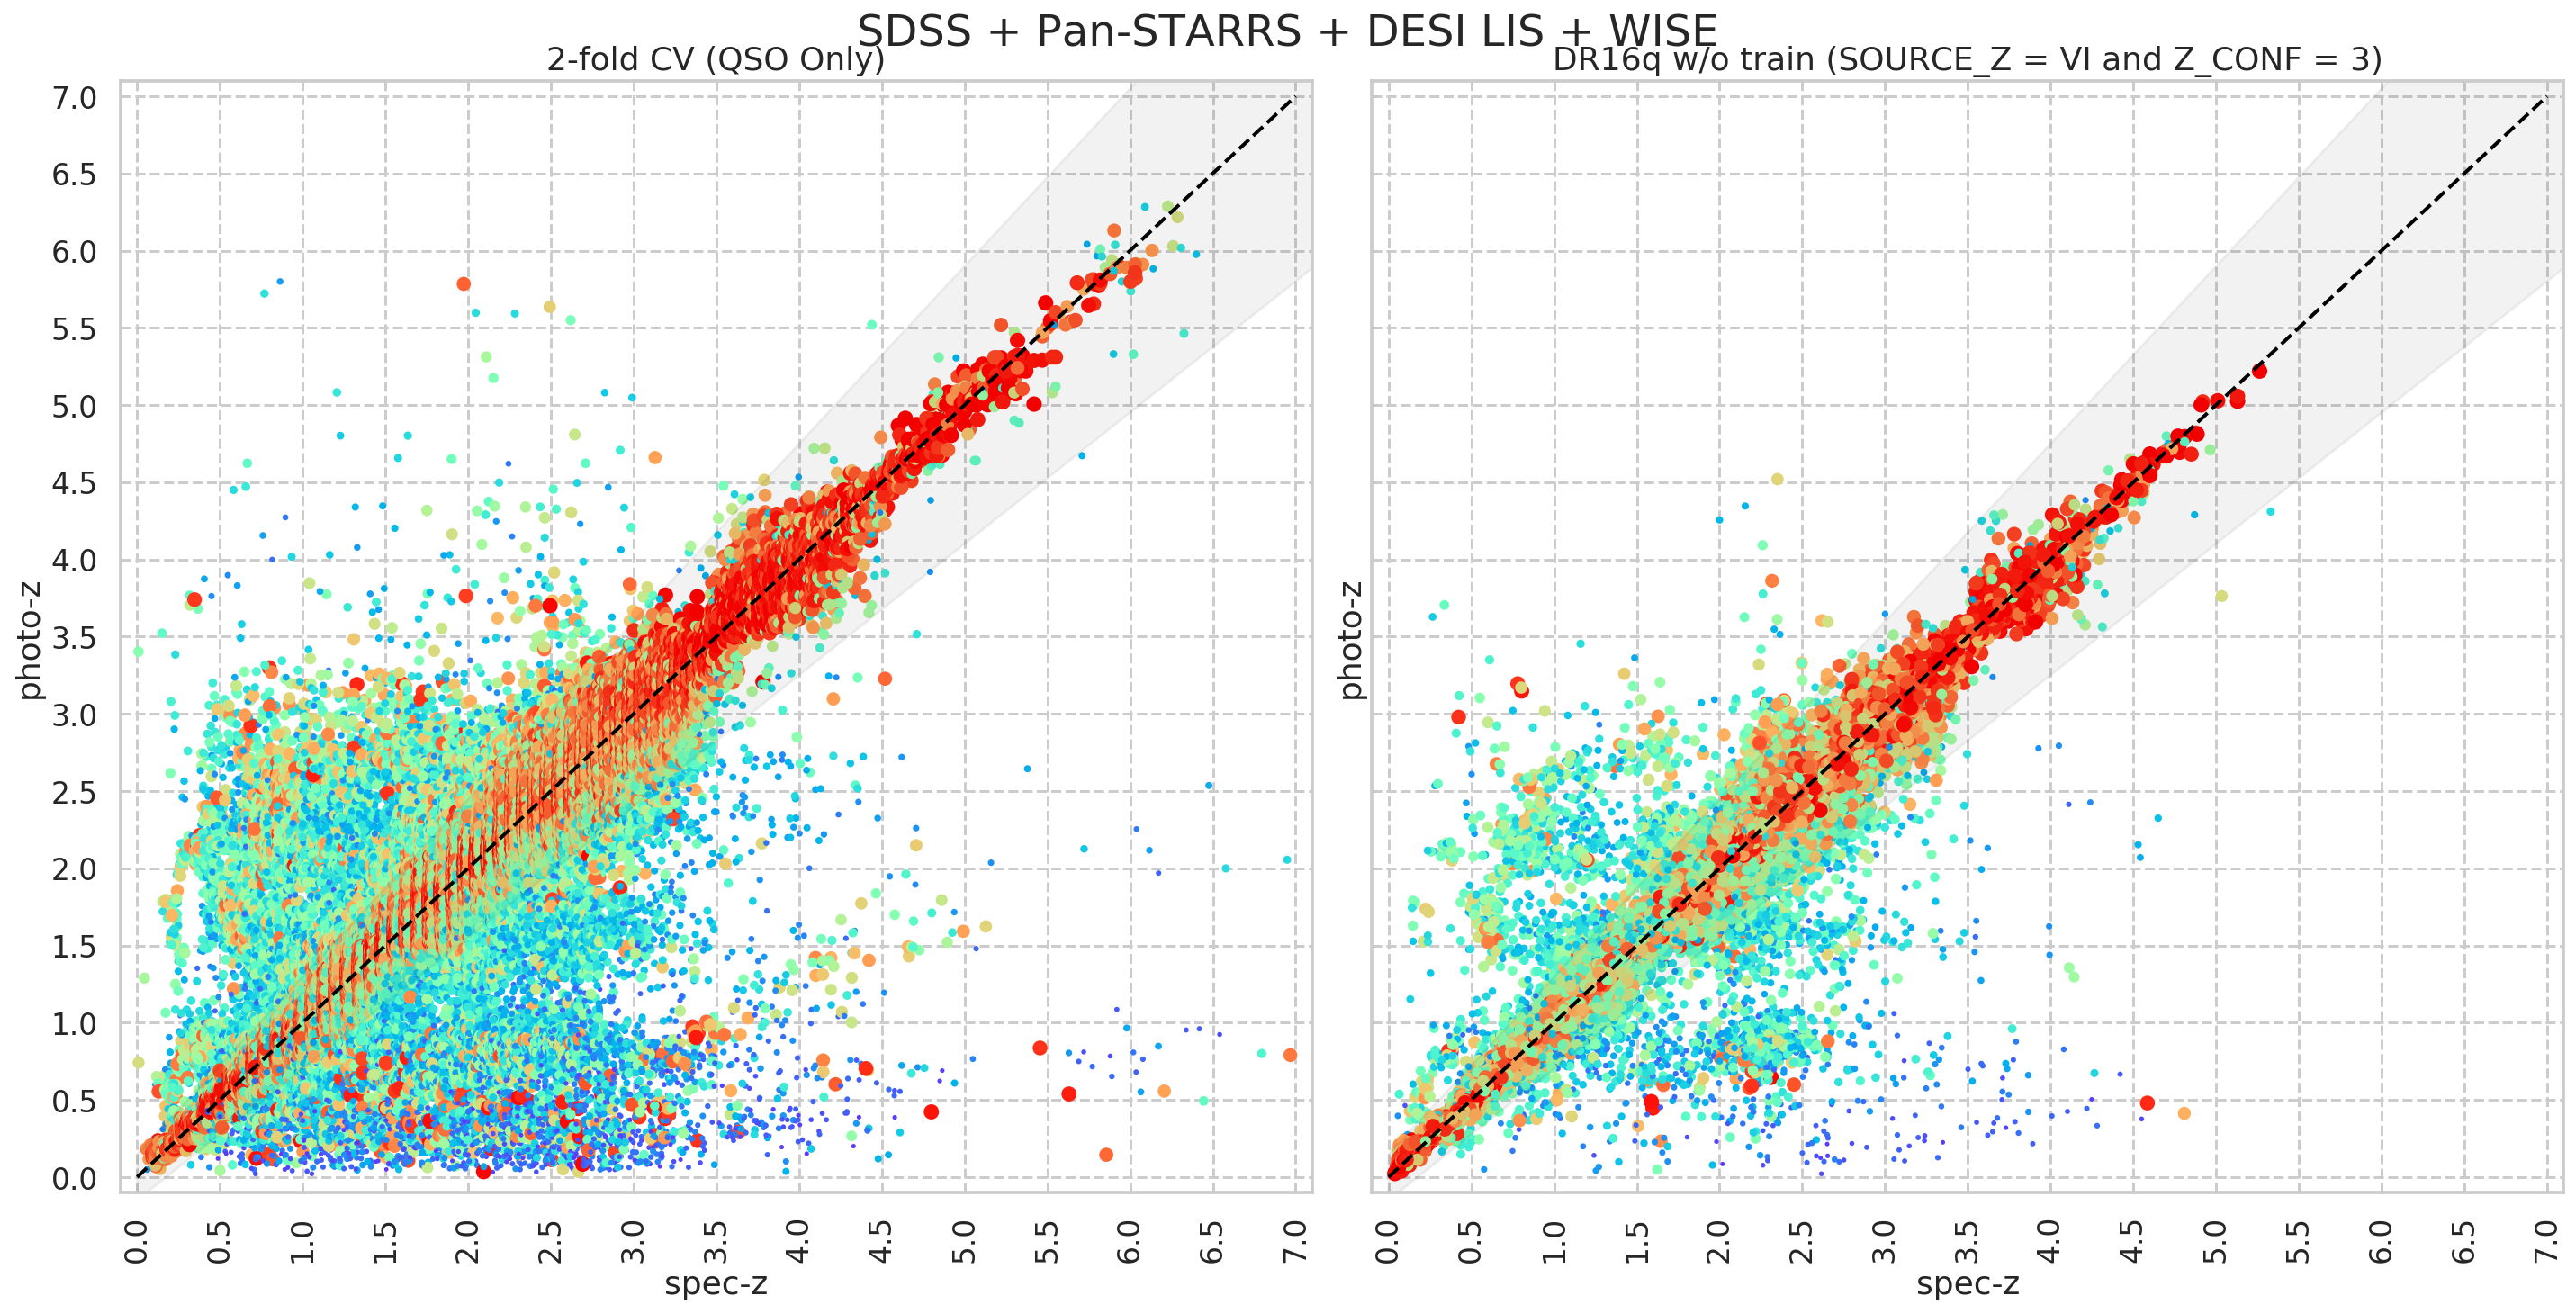 SDSS + Pan-STARRS + DESI LIS + WISE
2-fold CV (QSO Only)
7.0
6.5
6.0
5.5
5.0
4.5
4.0
3.5
3.0
2.5
2.0
1.5
1.0
0.5
0.0
photo-z
0.0 0.5 1.0 1.5 2.0 2.5 3.0 3.5 4.0 4.5 5.0 5.5 6.0 6.5 7.0
spec-z
DR16q w/o train (SOURCE_Z = VI and Z_CONF = 3)
photo-z
0.0 0.5 1.0 1.5 2.0 2.5 3.0 3.5 4.0 4.5 5.0 5.5 6.0 6.5 7.0
spec-z